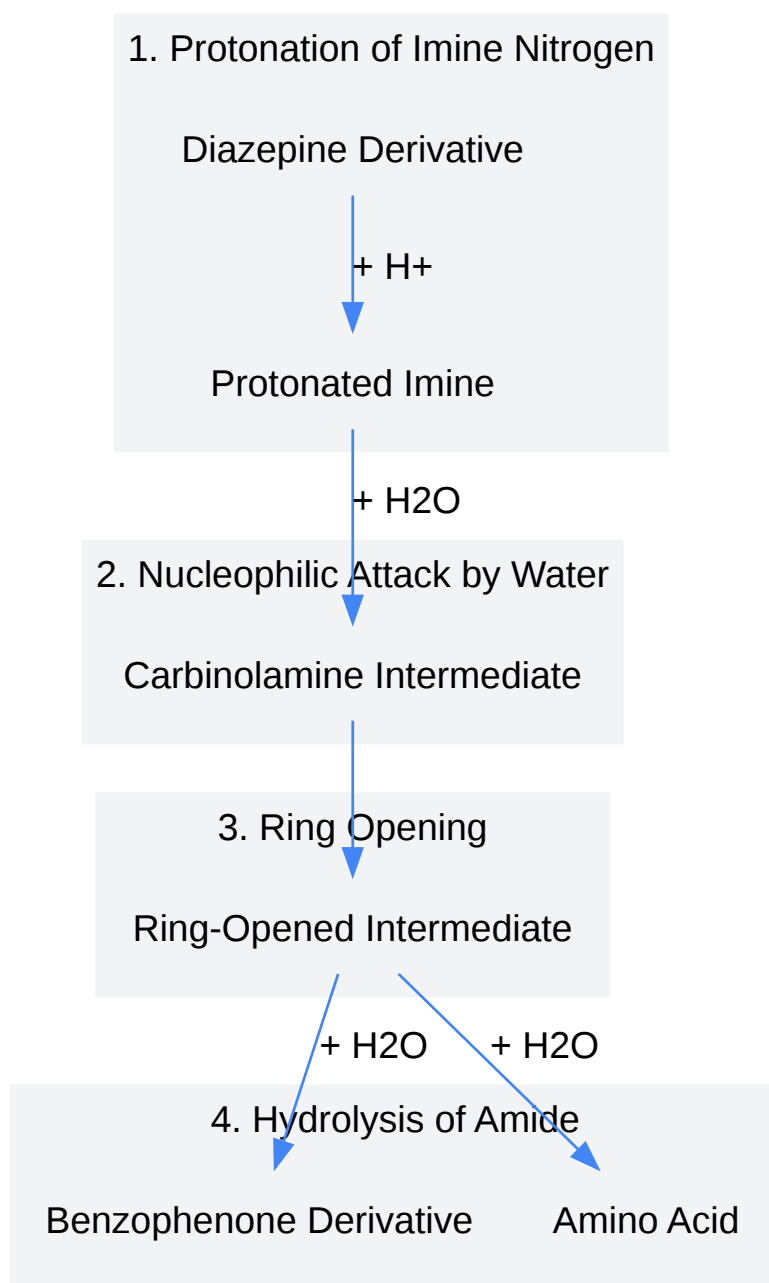 1. Protonation of Imine Nitrogen
Diazepine Derivative
+ H+
Protonated Imine
+ H2O
2. Nucleophilic Attack by Water
Carbinolamine Intermediate
3. Ring Opening
Ring-Opened Intermediate
+ H2O + H2O
4. Hydrolysis of Amide
Benzophenone Derivative Amino Acid